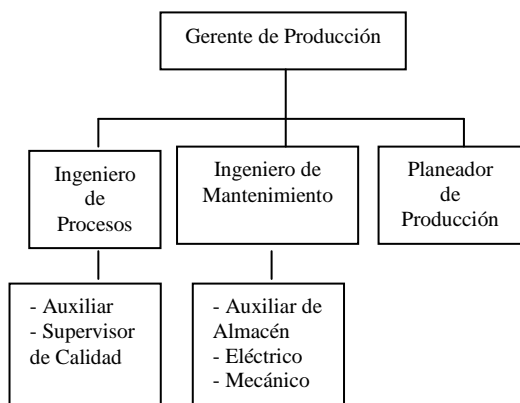 Gerente de Producción
Ingeniero
de
Procesos
Ingeniero de
Mantenimiento
Planeador
de
Producción
- Auxiliar
- Supervisor
de Calidad
- Auxiliar de
Almacén
- Eléctrico
- Mecánico